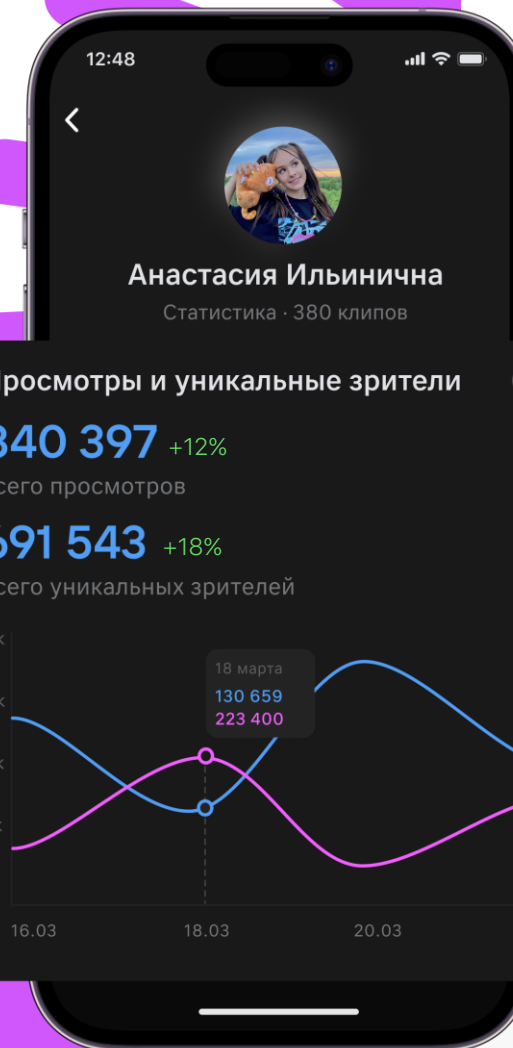 12:48
Анастасия Ильинична
Статистика · 380 клипов
росмотры и уникальные зрители
840 397 +12%
сего просмотров
691 543 +18%
сего уникальных зрителей
18 марта
130 659
223 400
к
к
к
к
16.03 18.03 20.03